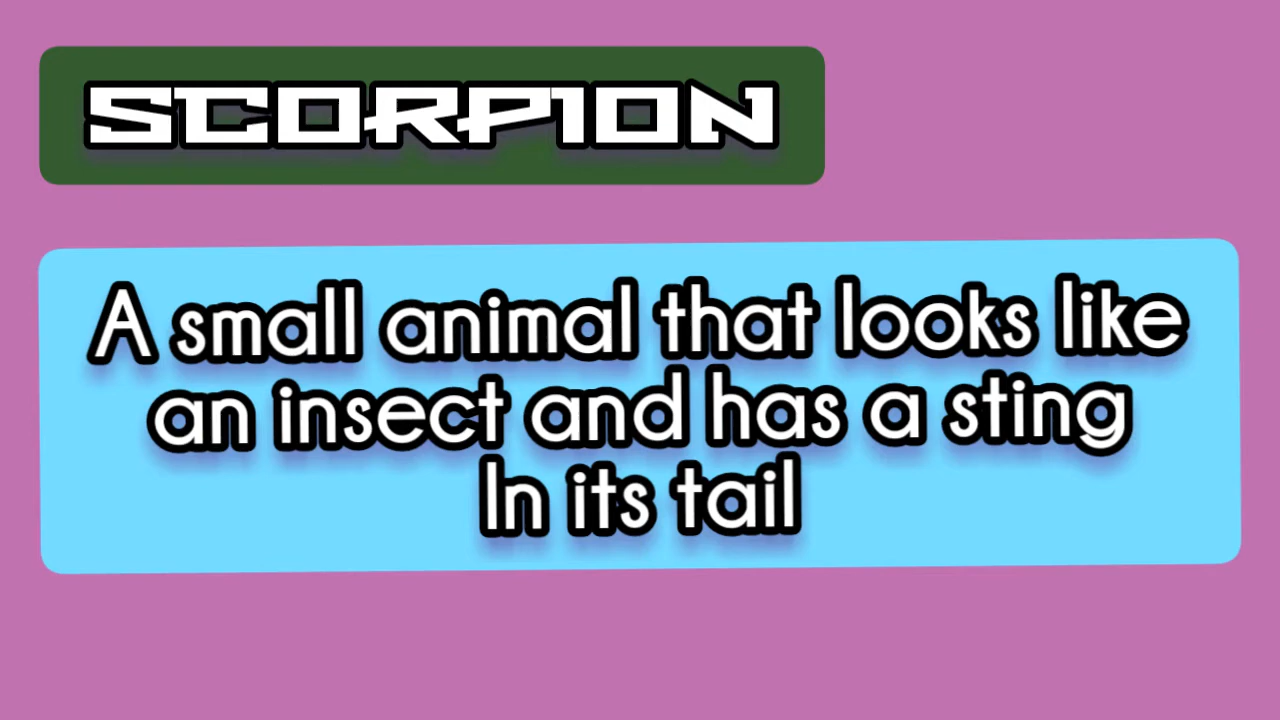 SCORPION
A small animal that looks like
an insect and has a sting
In its tail